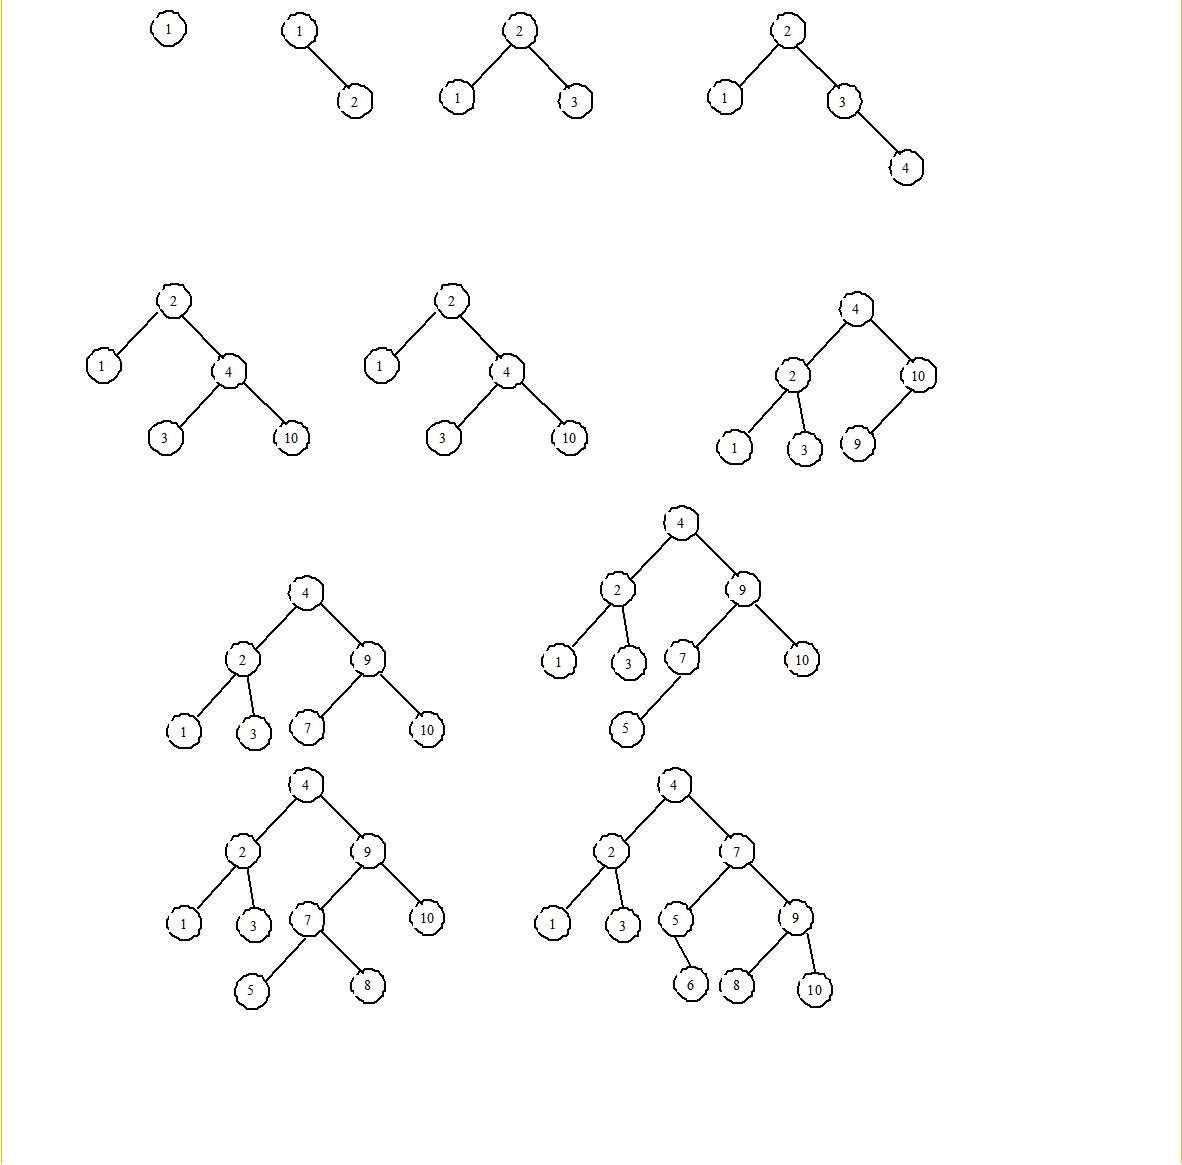 1 1 2 2
2 1 3 1 3
4
2 2 4
1 4 1 4 2 10
3 10 3 10 1 3 9
4
4 2 9
2 9 1 3 7 10
1 3 7 10 5
4 4
2 9 2 7
1 3 7 10 1 3 5 9
5 8 6 8 10